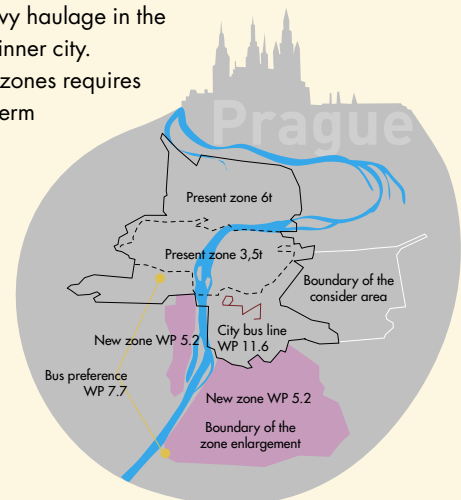 vy haulage in the
inner city.
zones requires
erm
Prague
Present zone 6t
Present zone 3,5t
Boundary of the
consider area
New zone WP 5.2
City bus line
WP 11.6
Bus preference
WP 7.7
New zone WP 5.2
Boundary of the
zone enlargement